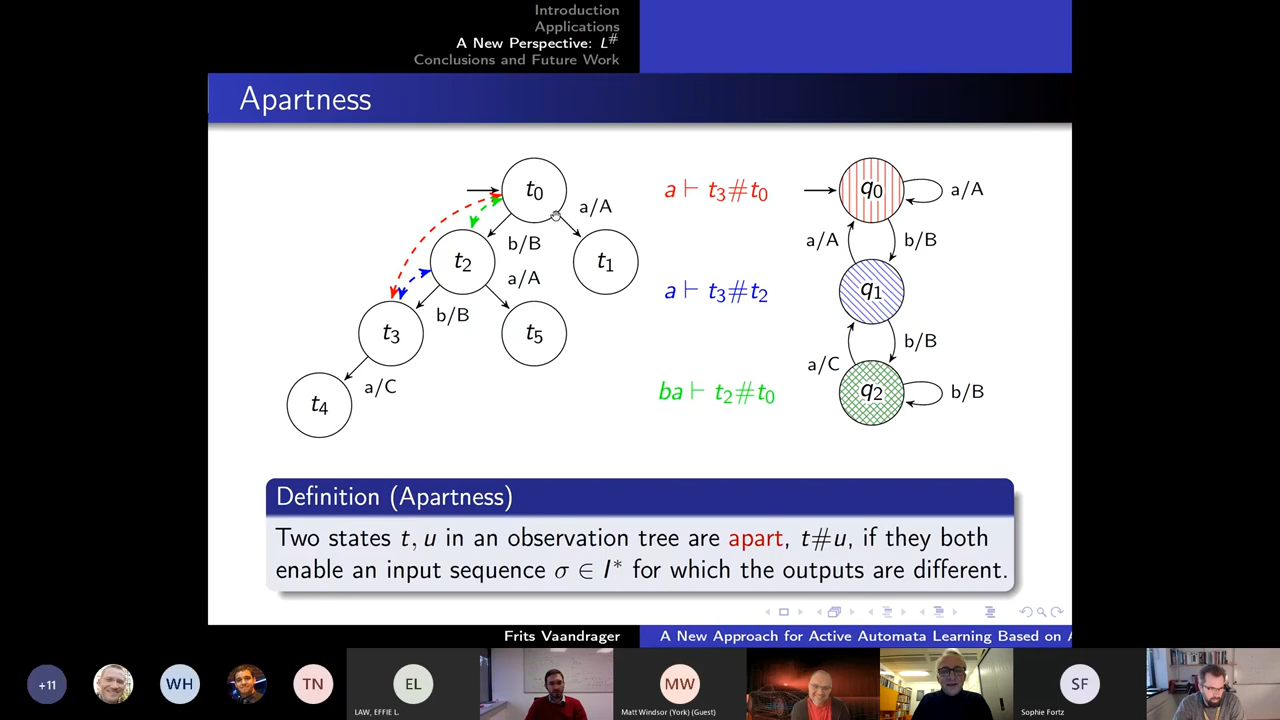 Introduction
Applications
A New Perspective: L#
Conclusions and Future Work
Apartness
t0
a/A
b/B
t2
t1
a/A
b/B
t3
t5
a/C
t4
a ⊢ t3#t0
a ⊢ t3#t2
ba ⊢ t2#t0
q0
a/A
a/A
b/B
q1
b/B
a/C
q2
b/B
Definition (Apartness)
Two states t, u in an observation tree are apart, t#u, if they both
enable an input sequence σ ∈ I* for which the outputs are different.
Frits Vaandrager
A New Approach for Active Automata Learning Based on A
+11
WH
TN
EL
LAW, EFFIE L.
MW
Matt Windsor (York) (Guest)
SF
Sophie Fortz